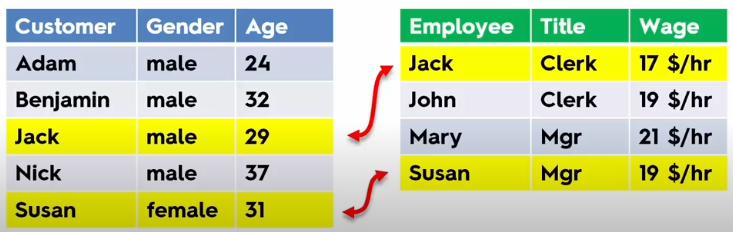 Customer Gender Age
Adam male 24
Benjamin male 32
Jack male 29
Nick male 37
Susan female 31
Employee Title Wage
Jack Clerk 17 $/hr
John Clerk 19 $/hr
Mary Mgr 21 $/hr
Susan Mgr 19 $/hr